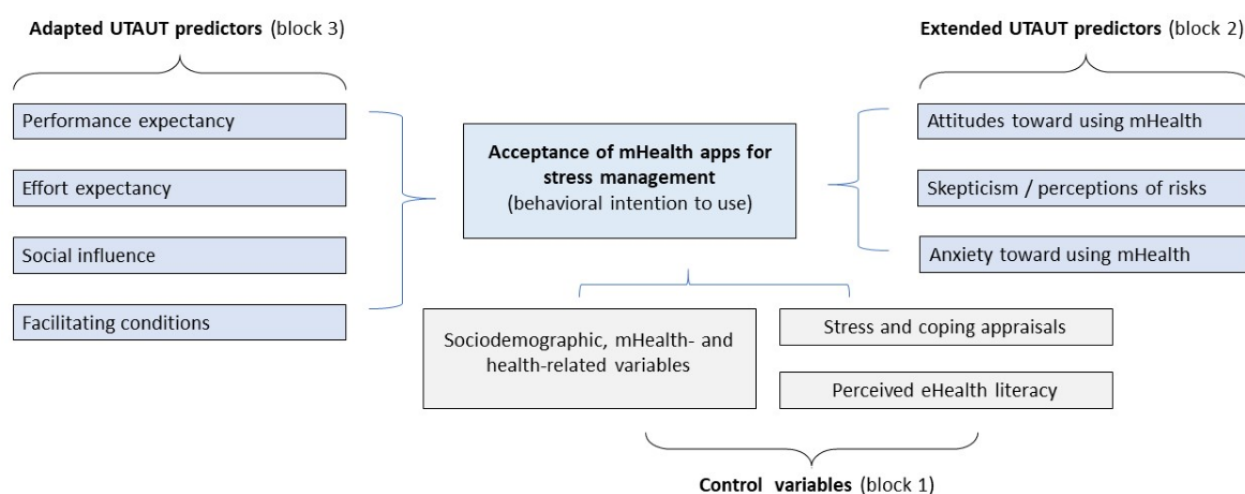 Adapted UTAUT predictors (block 3)
Performance expectancy
Effort expectancy
Social influence
Facilitating conditions
Acceptance of mHealth apps for
stress management
(behavioral intention to use)
Extended UTAUT predictors (block 2)
Attitudes toward using mHealth
Skepticism / perceptions of risks
Anxiety toward using mHealth
Sociodemographic, mHealth- and
health-related variables
Stress and coping appraisals
Perceived eHealth literacy
Control variables (block 1)